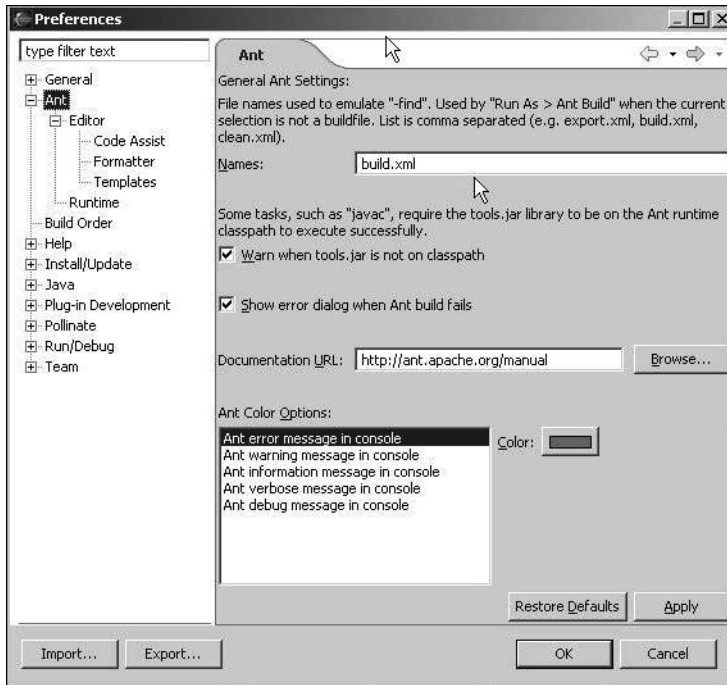 Preferences
type filter text
General
Ant
Editor
Code Assist
Formatter
Templates
Runtime
Build Order
Help
Install/Update
Java
Plug-in Development
Pollinate
Run/Debug
Team
Ant
General Ant Settings:
File names used to emulate "-find". Used by "Run As > Ant Build" when the current
selection is not a buildfile. List is comma separated (e.g. export.xml, build.xml,
clean.xml).
Names: build.xml
Some tasks, such as "javac", require the tools.jar library to be on the Ant runtime
classpath to execute successfully.
Warn when tools.jar is not on classpath
Show error dialog when Ant build fails
Documentation URL: http://ant.apache.org/manual Browse...
Ant Color Options:
Ant error message in console
Ant warning message in console
Ant information message in console
Ant verbose message in console
Ant debug message in console
Color:
Restore Defaults Apply
Import... Export... OK Cancel